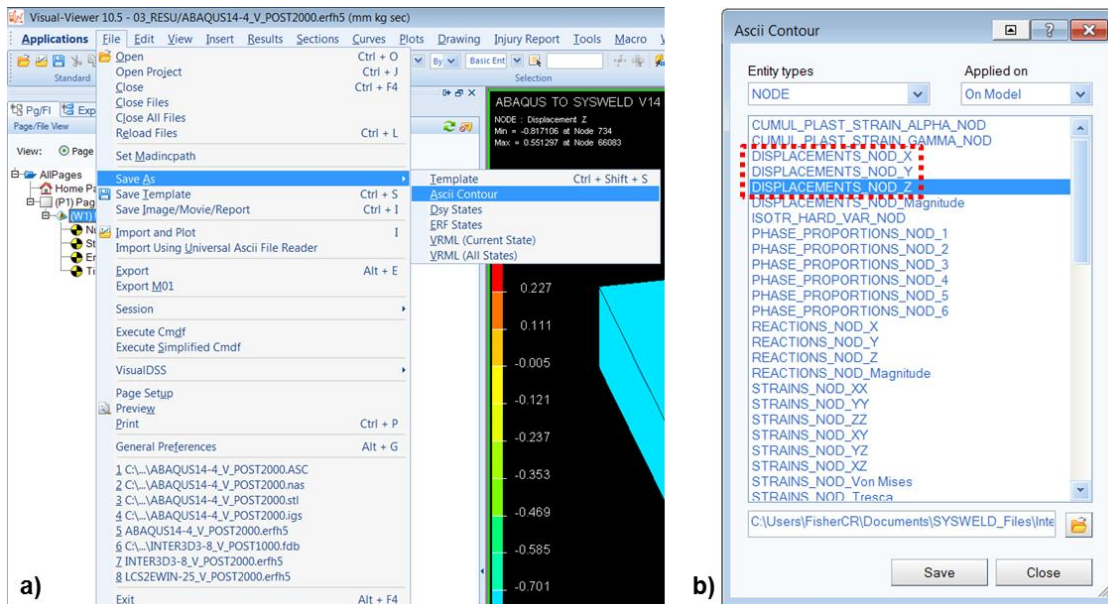 Visual-Viewer 10.5 - 03_RESU/ABAQUS14-4_V_POST2000.erfh5 (mm kg sec)
Applications File Edit View Insert Results Sections Curves Plots Drawing Injury Report Tools Macro
By Basic Ent
Standard
Selection
Open Ctrl + O
Open Project Ctrl + J
Close Ctrl + F4
Close Files
Close All Files
Reload Files Ctrl + L
Set Madincpath
Save As
Save Template Ctrl + S
Save Image/Movie/Report Ctrl + I
Import and Plot I
Import Using Universal Ascii File Reader
Export Alt + E
Export M01
Session
Execute Cmdf
Execute Simplified Cmdf
VisualDSS
Page Setup
Preview
Print Ctrl + P
General Preferences Alt + G
1 C:\...\ABAQUS14-4_V_POST2000.ASC
2 C:\...\ABAQUS14-4_V_POST2000.nas
3 C:\...\ABAQUS14-4_V_POST2000.stl
4 C:\...\ABAQUS14-4_V_POST2000.igs
5 ABAQUS14-4_V_POST2000.erfh5
6 C:\...\INTER3D3-8_V_POST1000.fdb
7 INTER3D3-8_V_POST2000.erfh5
8 LCS2EWIN-25_V_POST2000.erfh5
Exit Alt + F4
Pg/Fl Exp
Page/File View
View: Page
AllPages
Home Pa
(P1) Pag
(W1)
Nu
St
En
Ti
Template Ctrl + Shift + S
Ascii Contour
Dsy States
ERF States
VRML (Current State)
VRML (All States)
ABAQUS TO SYSWELD V14
NODE : Displacement Z
Min = -0.817106 at Node 734
Max = 0.551297 at Node 66083
0.227
0.111
-0.005
-0.121
-0.237
-0.353
-0.469
-0.585
-0.701
a)
Ascii Contour
Entity types Applied on
NODE On Model
CUMUL_PLAST_STRAIN_ALPHA_NOD
CUMUL_PLAST_STRAIN_GAMMA_NOD
DISPLACEMENTS_NOD_X
DISPLACEMENTS_NOD_Y
DISPLACEMENTS_NOD_Z
DISPLACEMENTS_NOD_Magnitude
ISOTR_HARD_VAR_NOD
PHASE_PROPORTIONS_NOD_1
PHASE_PROPORTIONS_NOD_2
PHASE_PROPORTIONS_NOD_3
PHASE_PROPORTIONS_NOD_4
PHASE_PROPORTIONS_NOD_5
PHASE_PROPORTIONS_NOD_6
REACTIONS_NOD_X
REACTIONS_NOD_Y
REACTIONS_NOD_Z
REACTIONS_NOD_Magnitude
STRAINS_NOD_XX
STRAINS_NOD_YY
STRAINS_NOD_ZZ
STRAINS_NOD_XY
STRAINS_NOD_YZ
STRAINS_NOD_XZ
STRAINS_NOD_Von Mises
STRAINS_NOD_Tresca
C:\Users\FisherCR\Documents\SYSWELD_Files\Inte
Save Close
b)